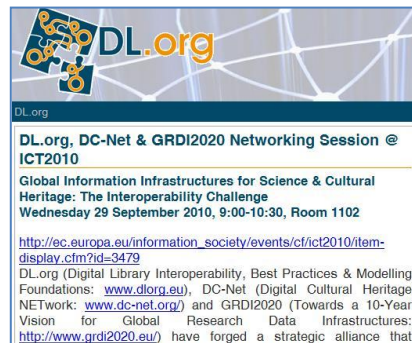 DL.org
DL.org
DL.org, DC-Net & GRDI2020 Networking Session @
ICT2010
Global Information Infrastructures for Science & Cultural
Heritage: The Interoperability Challenge
Wednesday 29 September 2010, 9:00-10:30, Room 1102
http://ec.europa.eu/information_society/events/cf/ict2010/item-
display.cfm?id=3479
DL.org (Digital Library Interoperability, Best Practices & Modelling
Foundations: www.dlorg.eu), DC-Net (Digital Cultural Heritage
NETwork: www.dc-net.org/) and GRDI2020 (Towards a 10-Year
Vision for Global Research Data Infrastructures:
http://www.grdi2020.eu/) have forged a strategic alliance that